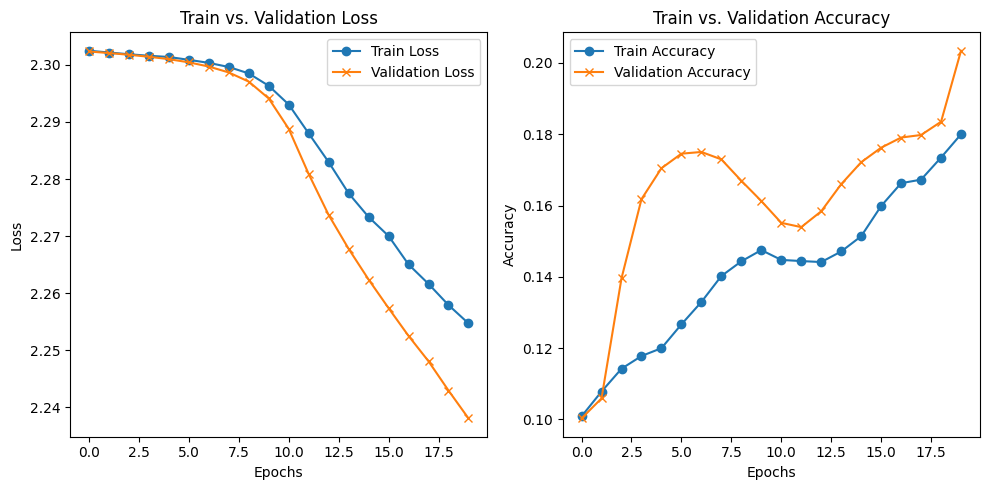 Train vs. Validation Loss
Train Loss
Validation Loss
2.30
2.29
2.28
2.27
2.26
2.25
2.24
Loss
0.0 2.5 5.0 7.5 10.0 12.5 15.0 17.5
Epochs
Train vs. Validation Accuracy
Train Accuracy
Validation Accuracy
0.20
0.18
0.16
0.14
0.12
0.10
Accuracy
0.0 2.5 5.0 7.5 10.0 12.5 15.0 17.5
Epochs